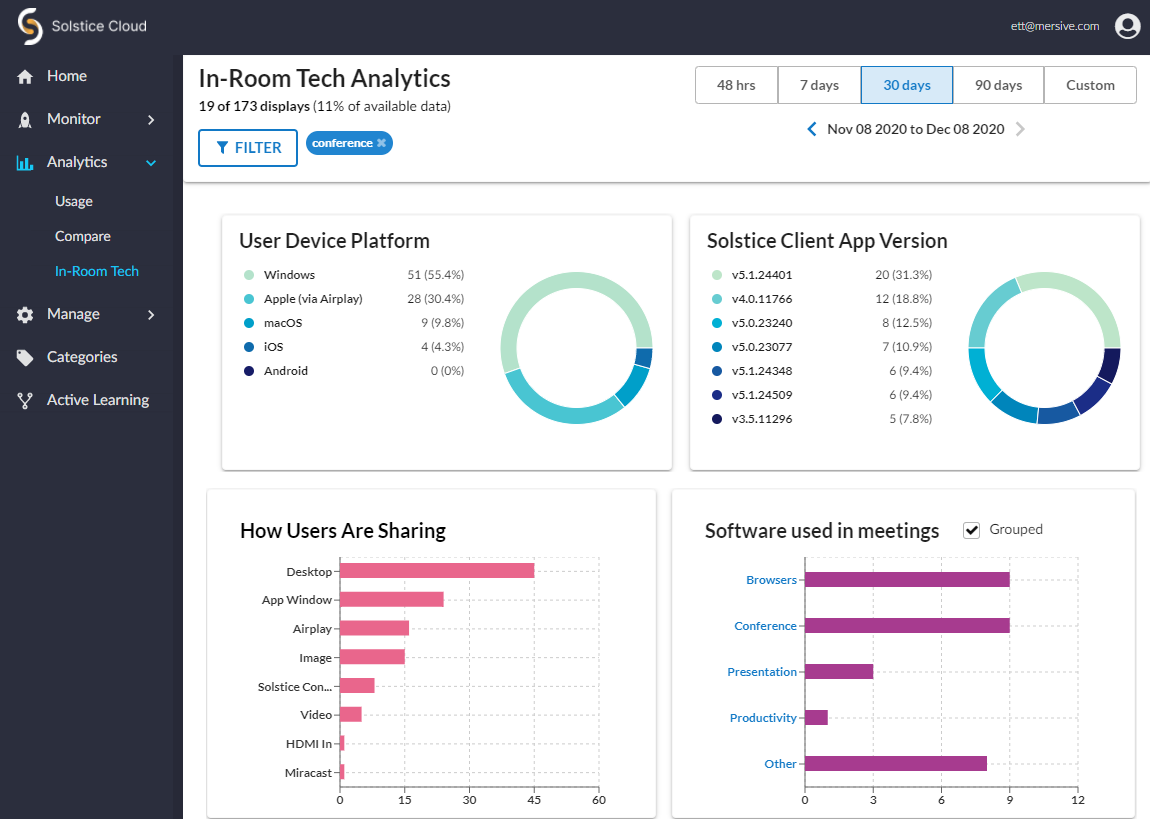 Solstice Cloud
ett@mersive.com
Home
Monitor
Analytics
Usage
Compare
In-Room Tech
Manage
Categories
Active Learning
In-Room Tech Analytics
19 of 173 displays (11% of available data)
48 hrs 7 days 30 days 90 days Custom
Nov 08 2020 to Dec 08 2020
FILTER conference
User Device Platform
Windows 51 (55.4%)
Apple (via Airplay) 28 (30.4%)
macOS 9 (9.8%)
iOS 4 (4.3%)
Android 0 (0%)
Solstice Client App Version
v5.1.24401 20 (31.3%)
v4.0.11766 12 (18.8%)
v5.0.23240 8 (12.5%)
v5.0.23077 7 (10.9%)
v5.1.24348 6 (9.4%)
v5.1.24509 6 (9.4%)
v3.5.11296 5 (7.8%)
How Users Are Sharing
Desktop
App Window
Airplay
Image
Solstice Con...
Video
HDMI In
Miracast
0 15 30 45 60
Software used in meetings Grouped
Browsers
Conference
Presentation
Productivity
Other
0 3 6 9 12